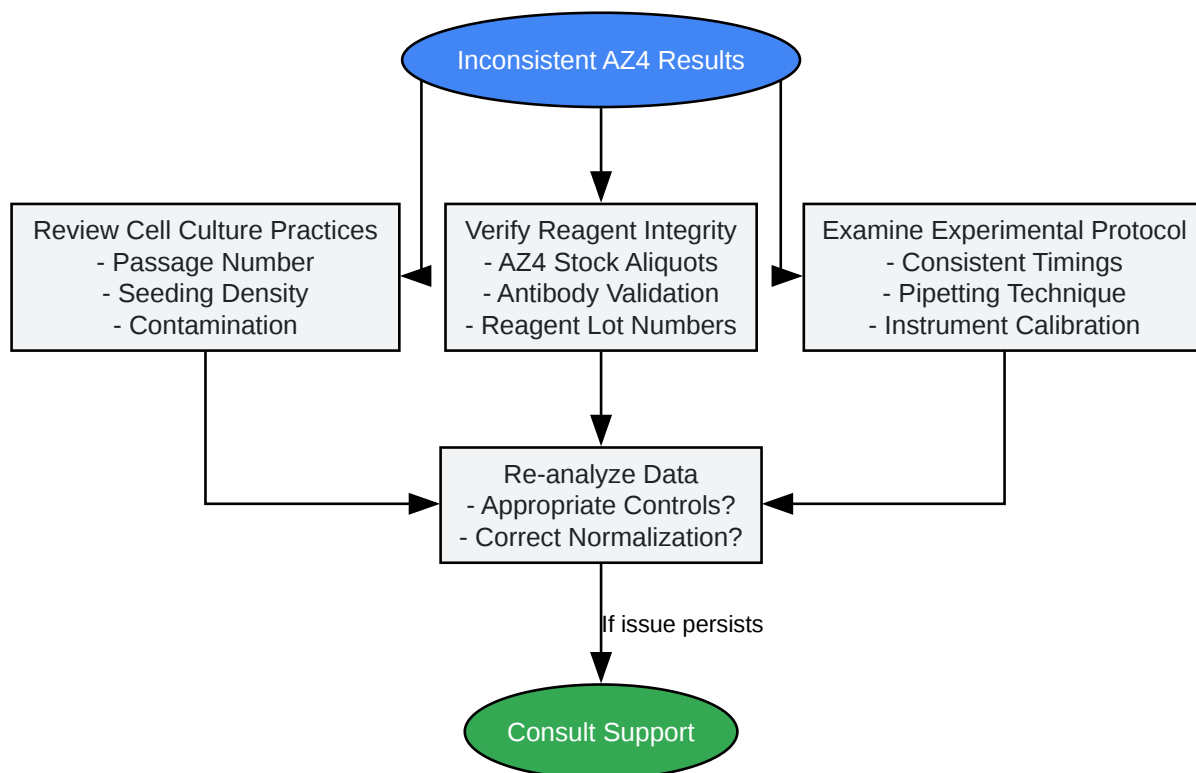 Inconsistent AZ4 Results
Review Cell Culture Practices
- Passage Number
- Seeding Density
- Contamination
Verify Reagent Integrity
- AZ4 Stock Aliquots
- Antibody Validation
- Reagent Lot Numbers
Examine Experimental Protocol
- Consistent Timings
- Pipetting Technique
- Instrument Calibration
Re-analyze Data
- Appropriate Controls?
- Correct Normalization?
If issue persists
Consult Support